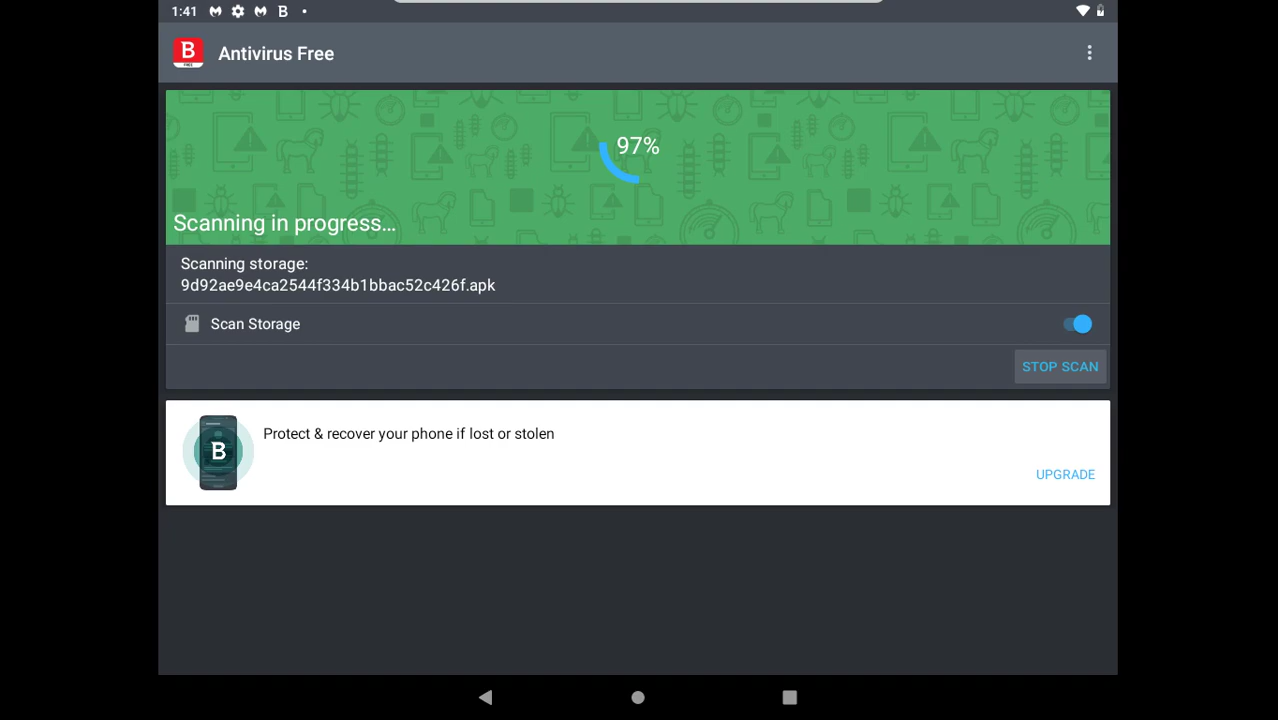 1:41 B
B
FREE
Antivirus Free
97%
Scanning in progress...
Scanning storage:
9d92ae9e4ca2544f334b1bbac52c426f.apk
Scan Storage
STOP SCAN
B
Protect & recover your phone if lost or stolen
UPGRADE